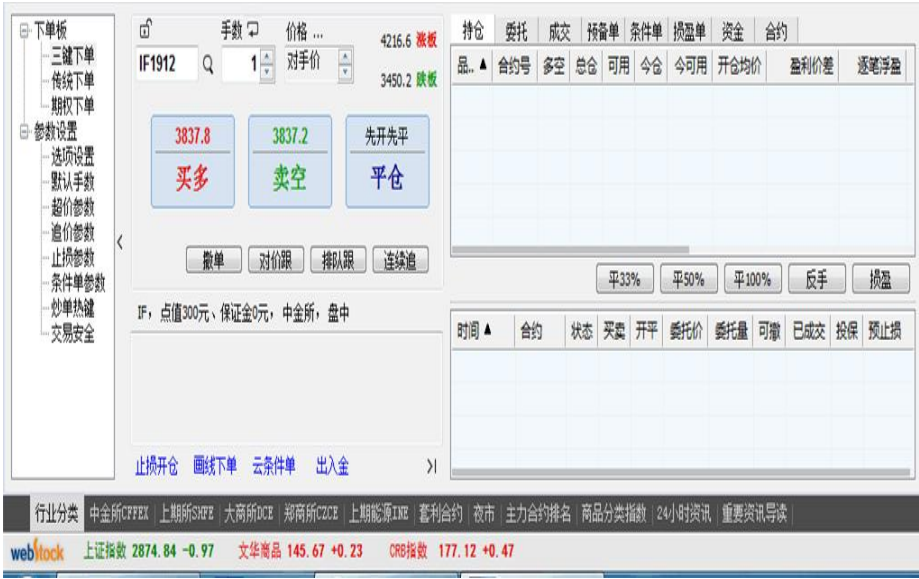 下单板
三键下单
传统下单
期权下单
参数设置
选项设置
默认手数
超价参数
追价参数
止损参数
条件单参数
炒单热键
交易安全
手数 价格 ...
IF1912 1 对手价
4216.6 涨板
3450.2 跌板
3837.8 3837.2 先开先平
买多 卖空 平仓
撤单 对价跟 排队跟 连续追
IF，点值300元、保证金0元，中金所，盘中
止损开仓 画线下单 云条件单 出入金
持仓 委托 成交 预备单 条件单 损盈单 资金 合约
品.. ▲ 合约号 多空 总仓 可用 今仓 今可用 开仓均价 盈利价差 逐笔浮盈
平33% 平50% 平100% 反手 损盈
时间 ▲ 合约 状态 买卖 开平 委托价 委托量 可撤 已成交 投保 预止损
行业分类 中金所CFFEX 上期所SHFE 大商所DCE 郑商所CZCE 上期能源INE 套利合约 夜市 主力合约排名 商品分类指数 24小时资讯 重要资讯导读
webstock 上证指数 2874.84 -0.97 文华商品 145.67 +0.23 CRB指数 177.12 +0.47